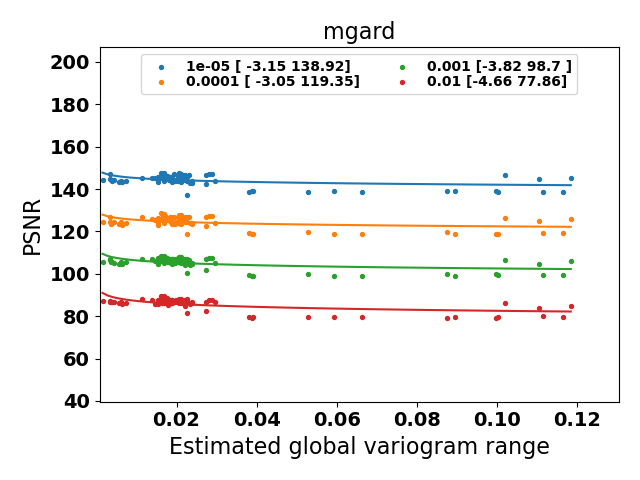 mgard
1e-05 [ -3.15 138.92]
0.0001 [ -3.05 119.35]
0.001 [-3.82 98.7 ]
0.01 [-4.66 77.86]
200
180
160
140
120
100
80
60
40
PSNR
0.02 0.04 0.06 0.08 0.10 0.12
Estimated global variogram range